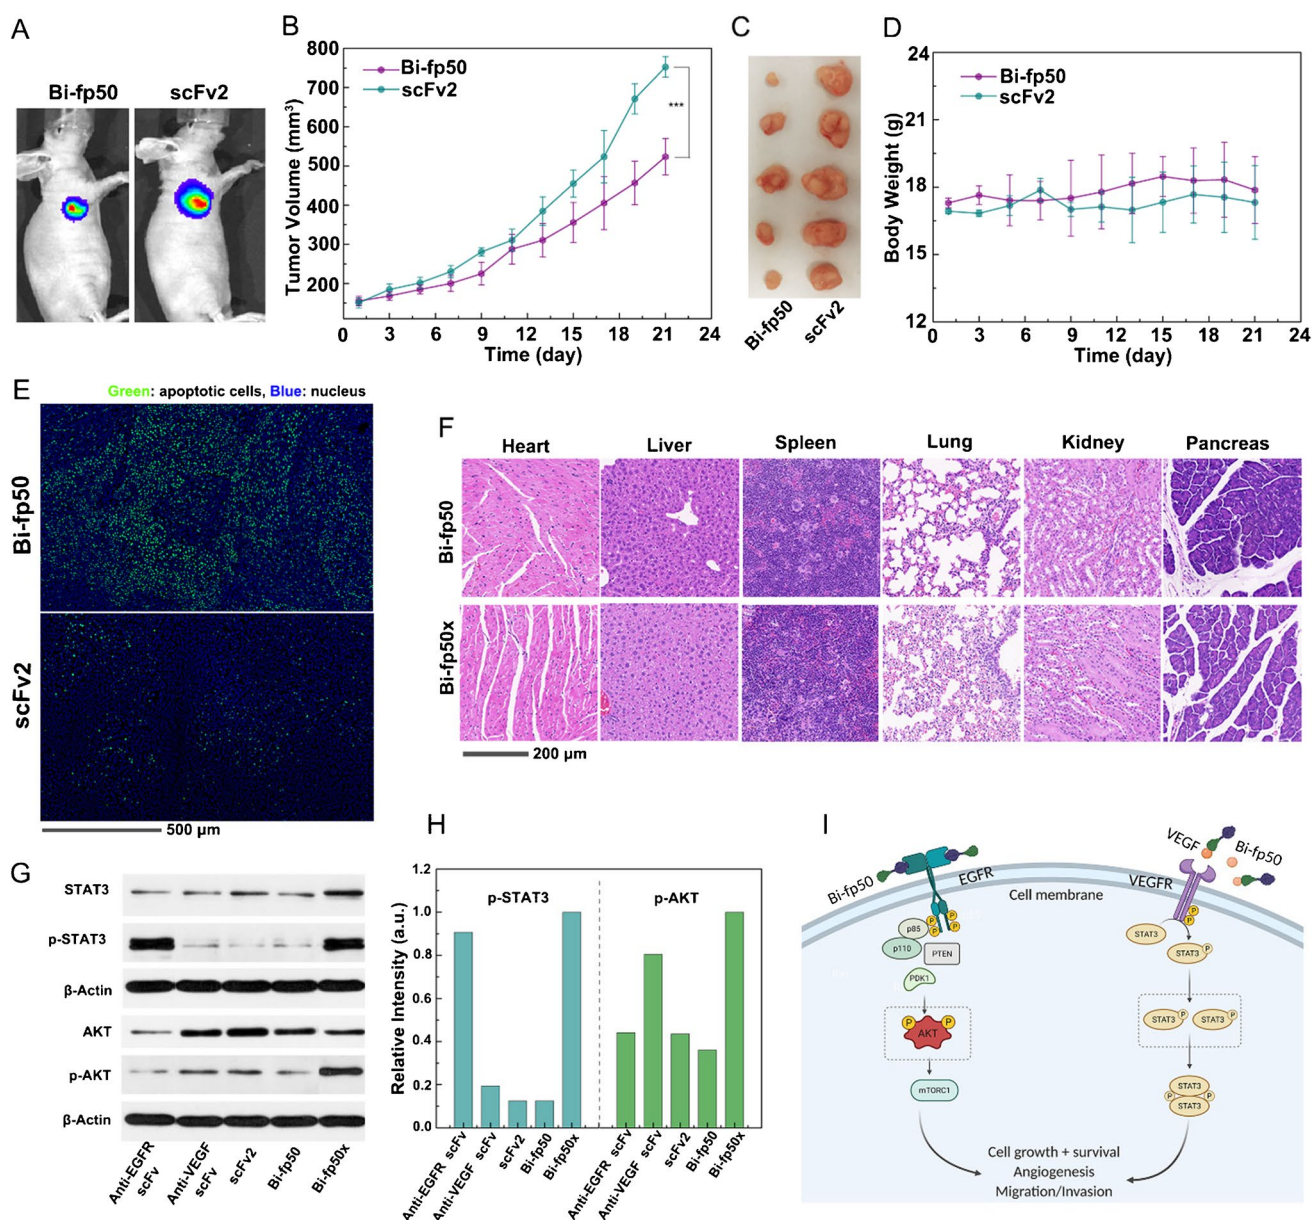 A
Bi-fp50
scFv2
B
Tumor Volume (mm³)
800
700
600
500
400
300
200
Bi-fp50
scFv2
***
0
3
6
9
12
15
18
21
24
Time (day)
C
Bi-fp50
scFv2
D
Body Weight (g)
24
21
18
15
12
Bi-fp50
scFv2
0
3
6
9
12
15
18
21
24
Time (day)
E
Green: apoptotic cells, Blue: nucleus
Bi-fp50
scFv2
500 μm
F
Heart
Liver
Spleen
Lung
Kidney
Pancreas
Bi-fp50
Bi-fp50x
200 μm
G
STAT3
p-STAT3
β-Actin
AKT
p-AKT
β-Actin
Anti-EGFR
scFv
Anti-VEGF
scFv
scFv2
Bi-fp50
Bi-fp50x
H
Relative Intensity (a.u.)
1.2
1.0
0.8
0.6
0.4
0.2
0.0
p-STAT3
p-AKT
Anti-EGFR scFv
Anti-VEGF scFv
scFv2
Bi-fp50
Bi-fp50x
Anti-EGFR scFv
Anti-VEGF scFv
scFv2
Bi-fp50
Bi-fp50x
I
Bi-fp50
EGFR
Cell membrane
VEGFR
VEGF
Bi-fp50
P
P
P
P
p85
p110
PTEN
PDK1
P
P
AKT
mTORC1
P
P
STAT3
STAT3
P
STAT3
P
STAT3
P
STAT3
P
P
STAT3
Cell growth + survival
Angiogenesis
Migration/Invasion